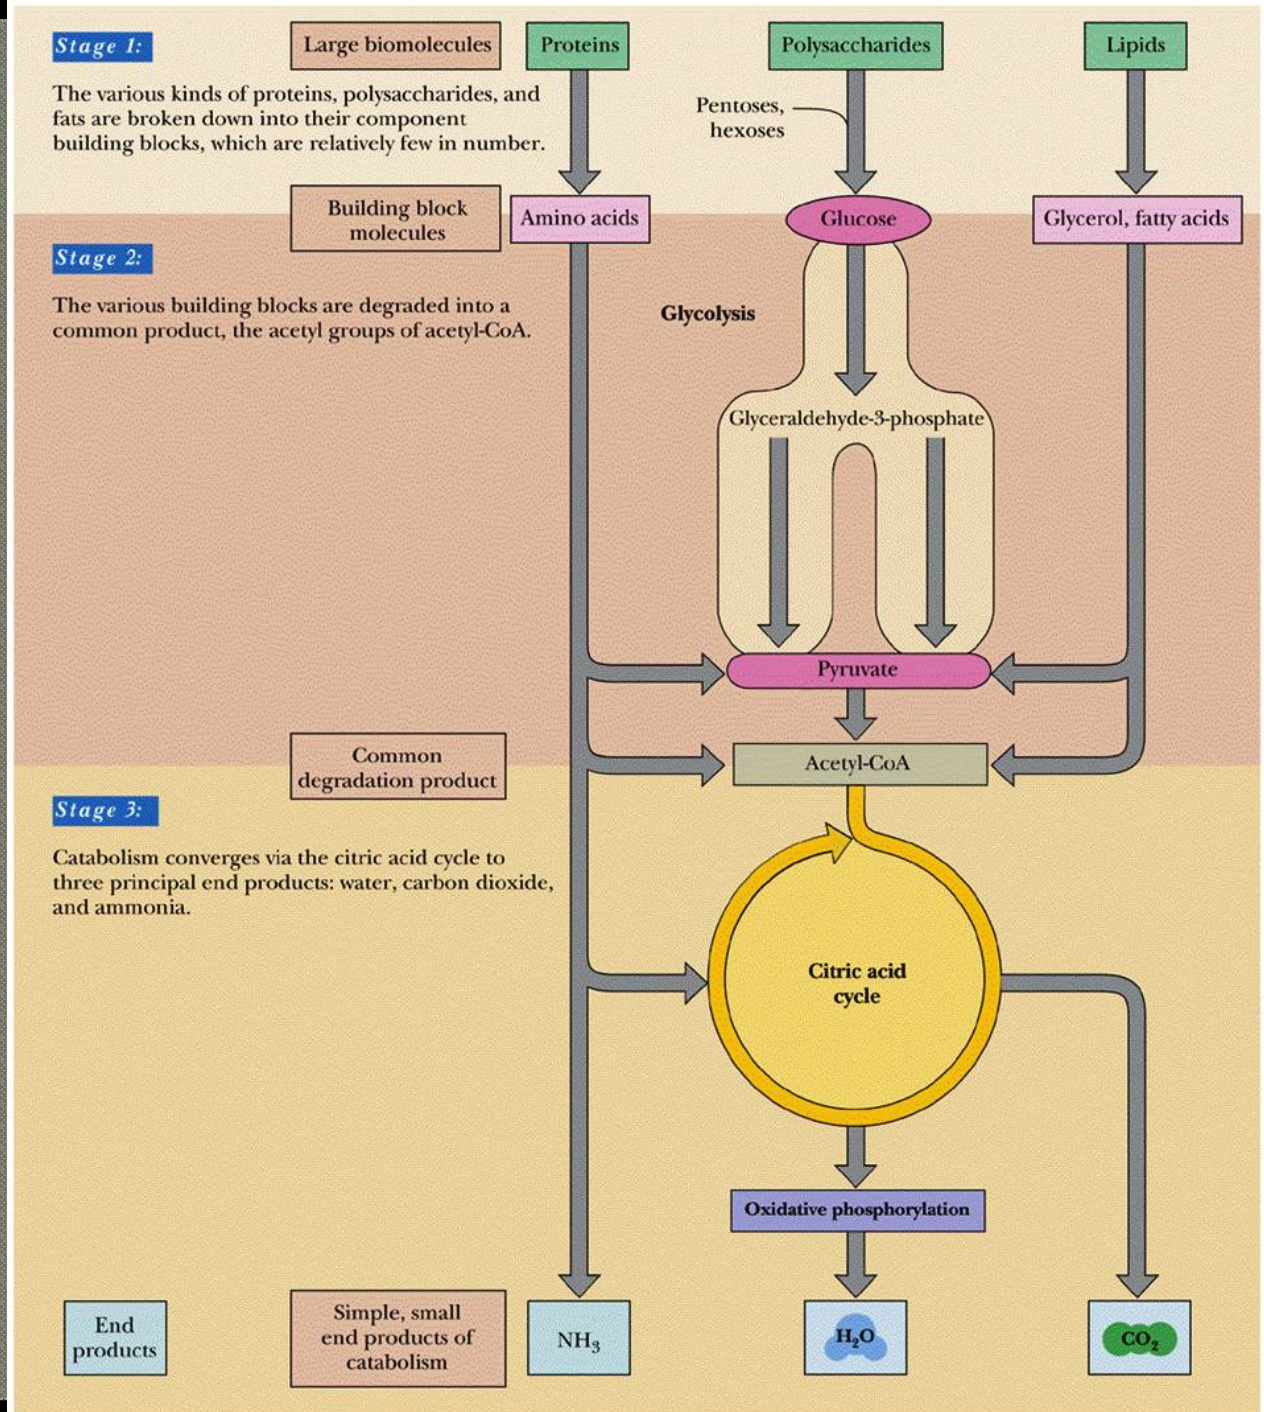 Stage 1:
Large biomolecules
Proteins
Polysaccharides
Lipids
The various kinds of proteins, polysaccharides, and
fats are broken down into their component
building blocks, which are relatively few in number.
Pentoses,
hexoses
Building block
molecules
Amino acids
Glucose
Glycerol, fatty acids
Stage 2:
The various building blocks are degraded into a
common product, the acetyl groups of acetyl-CoA.
Glycolysis
Glyceraldehyde-3-phosphate
Pyruvate
Common
degradation product
Acetyl-CoA
Stage 3:
Catabolism converges via the citric acid cycle to
three principal end products: water, carbon dioxide,
and ammonia.
Citric acid
cycle
Oxidative phosphorylation
End
products
Simple, small
end products of
catabolism
NH₃
H₂O
CO₂